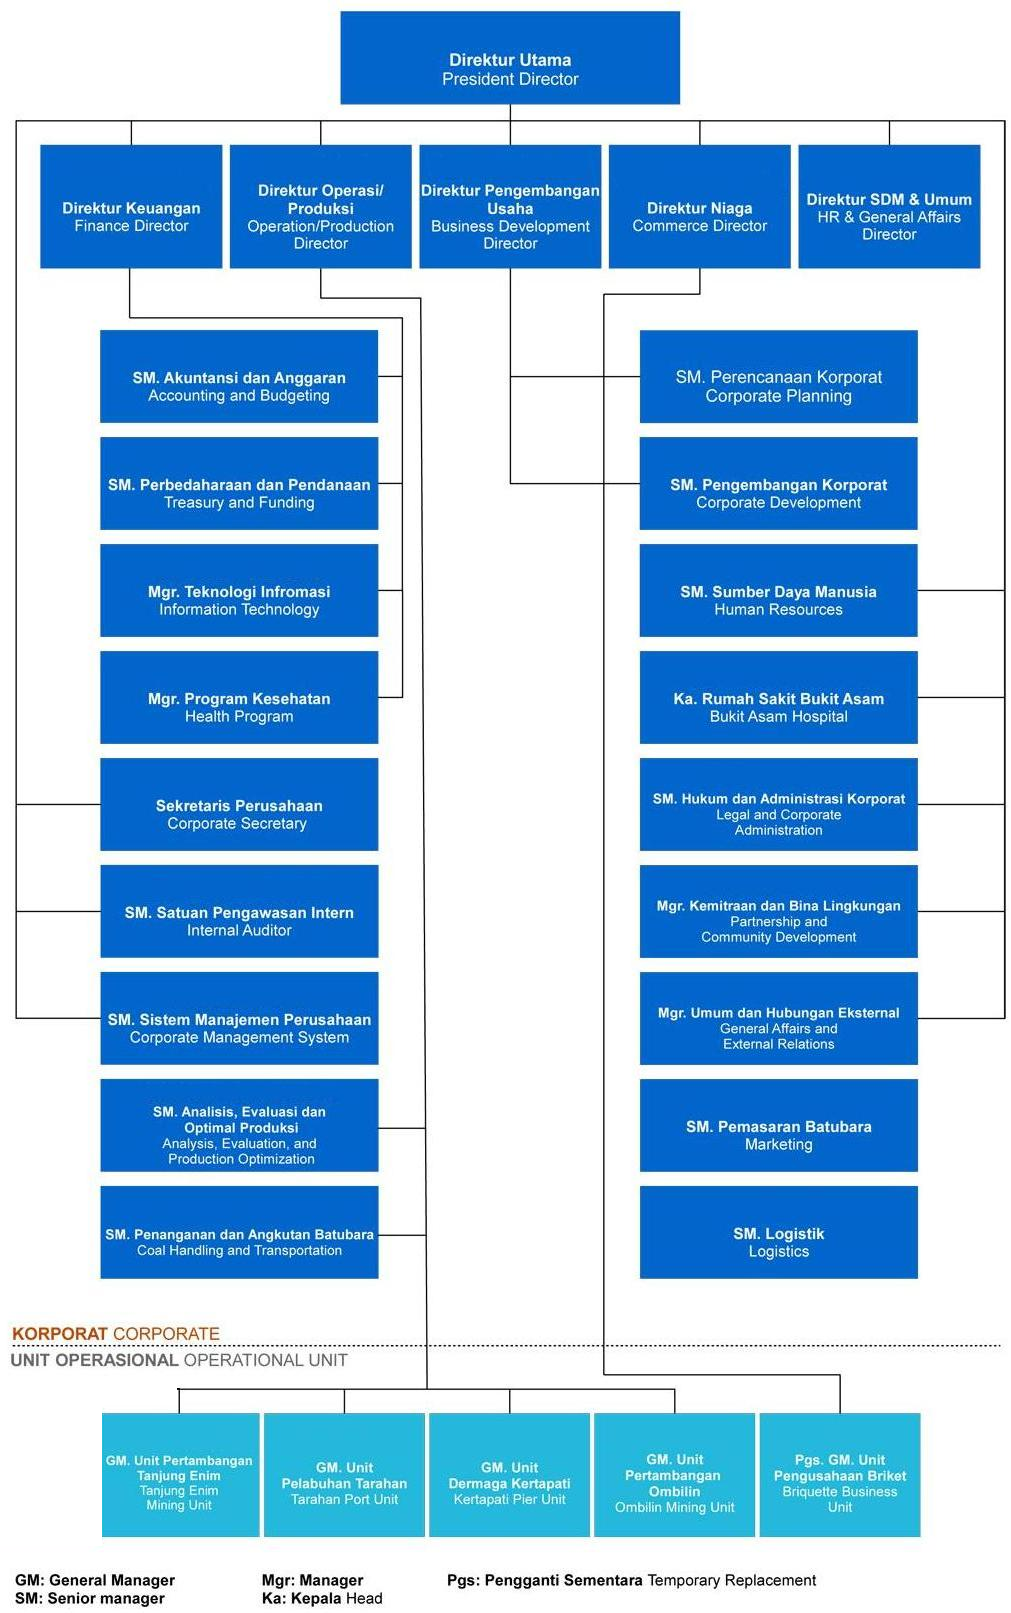 Direktur Utama
President Director
Direktur Keuangan
Finance Director
Direktur Operasi/
Produksi
Operation/Production
Director
Direktur Pengembangan
Usaha
Business Development
Director
Direktur Niaga
Commerce Director
Direktur SDM & Umum
HR & General Affairs
Director
SM. Akuntansi dan Anggaran
Accounting and Budgeting
SM. Perbedaharaan dan Pendanaan
Treasury and Funding
Mgr. Teknologi Infromasi
Information Technology
Mgr. Program Kesehatan
Health Program
Sekretaris Perusahaan
Corporate Secretary
SM. Satuan Pengawasan Intern
Internal Auditor
SM. Sistem Manajemen Perusahaan
Corporate Management System
SM. Analisis, Evaluasi dan
Optimal Produksi
Analysis, Evaluation, and
Production Optimization
SM. Penanganan dan Angkutan Batubara
Coal Handling and Transportation
SM. Perencanaan Korporat
Corporate Planning
SM. Pengembangan Korporat
Corporate Development
SM. Sumber Daya Manusia
Human Resources
Ka. Rumah Sakit Bukit Asam
Bukit Asam Hospital
SM. Hukum dan Administrasi Korporat
Legal and Corporate
Administration
Mgr. Kemitraan dan Bina Lingkungan
Partnership and
Community Development
Mgr. Umum dan Hubungan Eksternal
General Affairs and
External Relations
SM. Pemasaran Batubara
Marketing
SM. Logistik
Logistics
KORPORAT CORPORATE
UNIT OPERASIONAL OPERATIONAL UNIT
GM. Unit Pertambangan
Tanjung Enim
Tanjung Enim
Mining Unit
GM. Unit
Pelabuhan Tarahan
Tarahan Port Unit
GM. Unit
Dermaga Kertapati
Kertapati Pier Unit
GM. Unit
Pertambangan
Ombilin
Ombilin Mining Unit
Pgs. GM. Unit
Pengusahaan Briket
Briquette Business
Unit
GM: General Manager
SM: Senior manager
Mgr: Manager
Ka: Kepala Head
Pgs: Pengganti Sementara Temporary Replacement